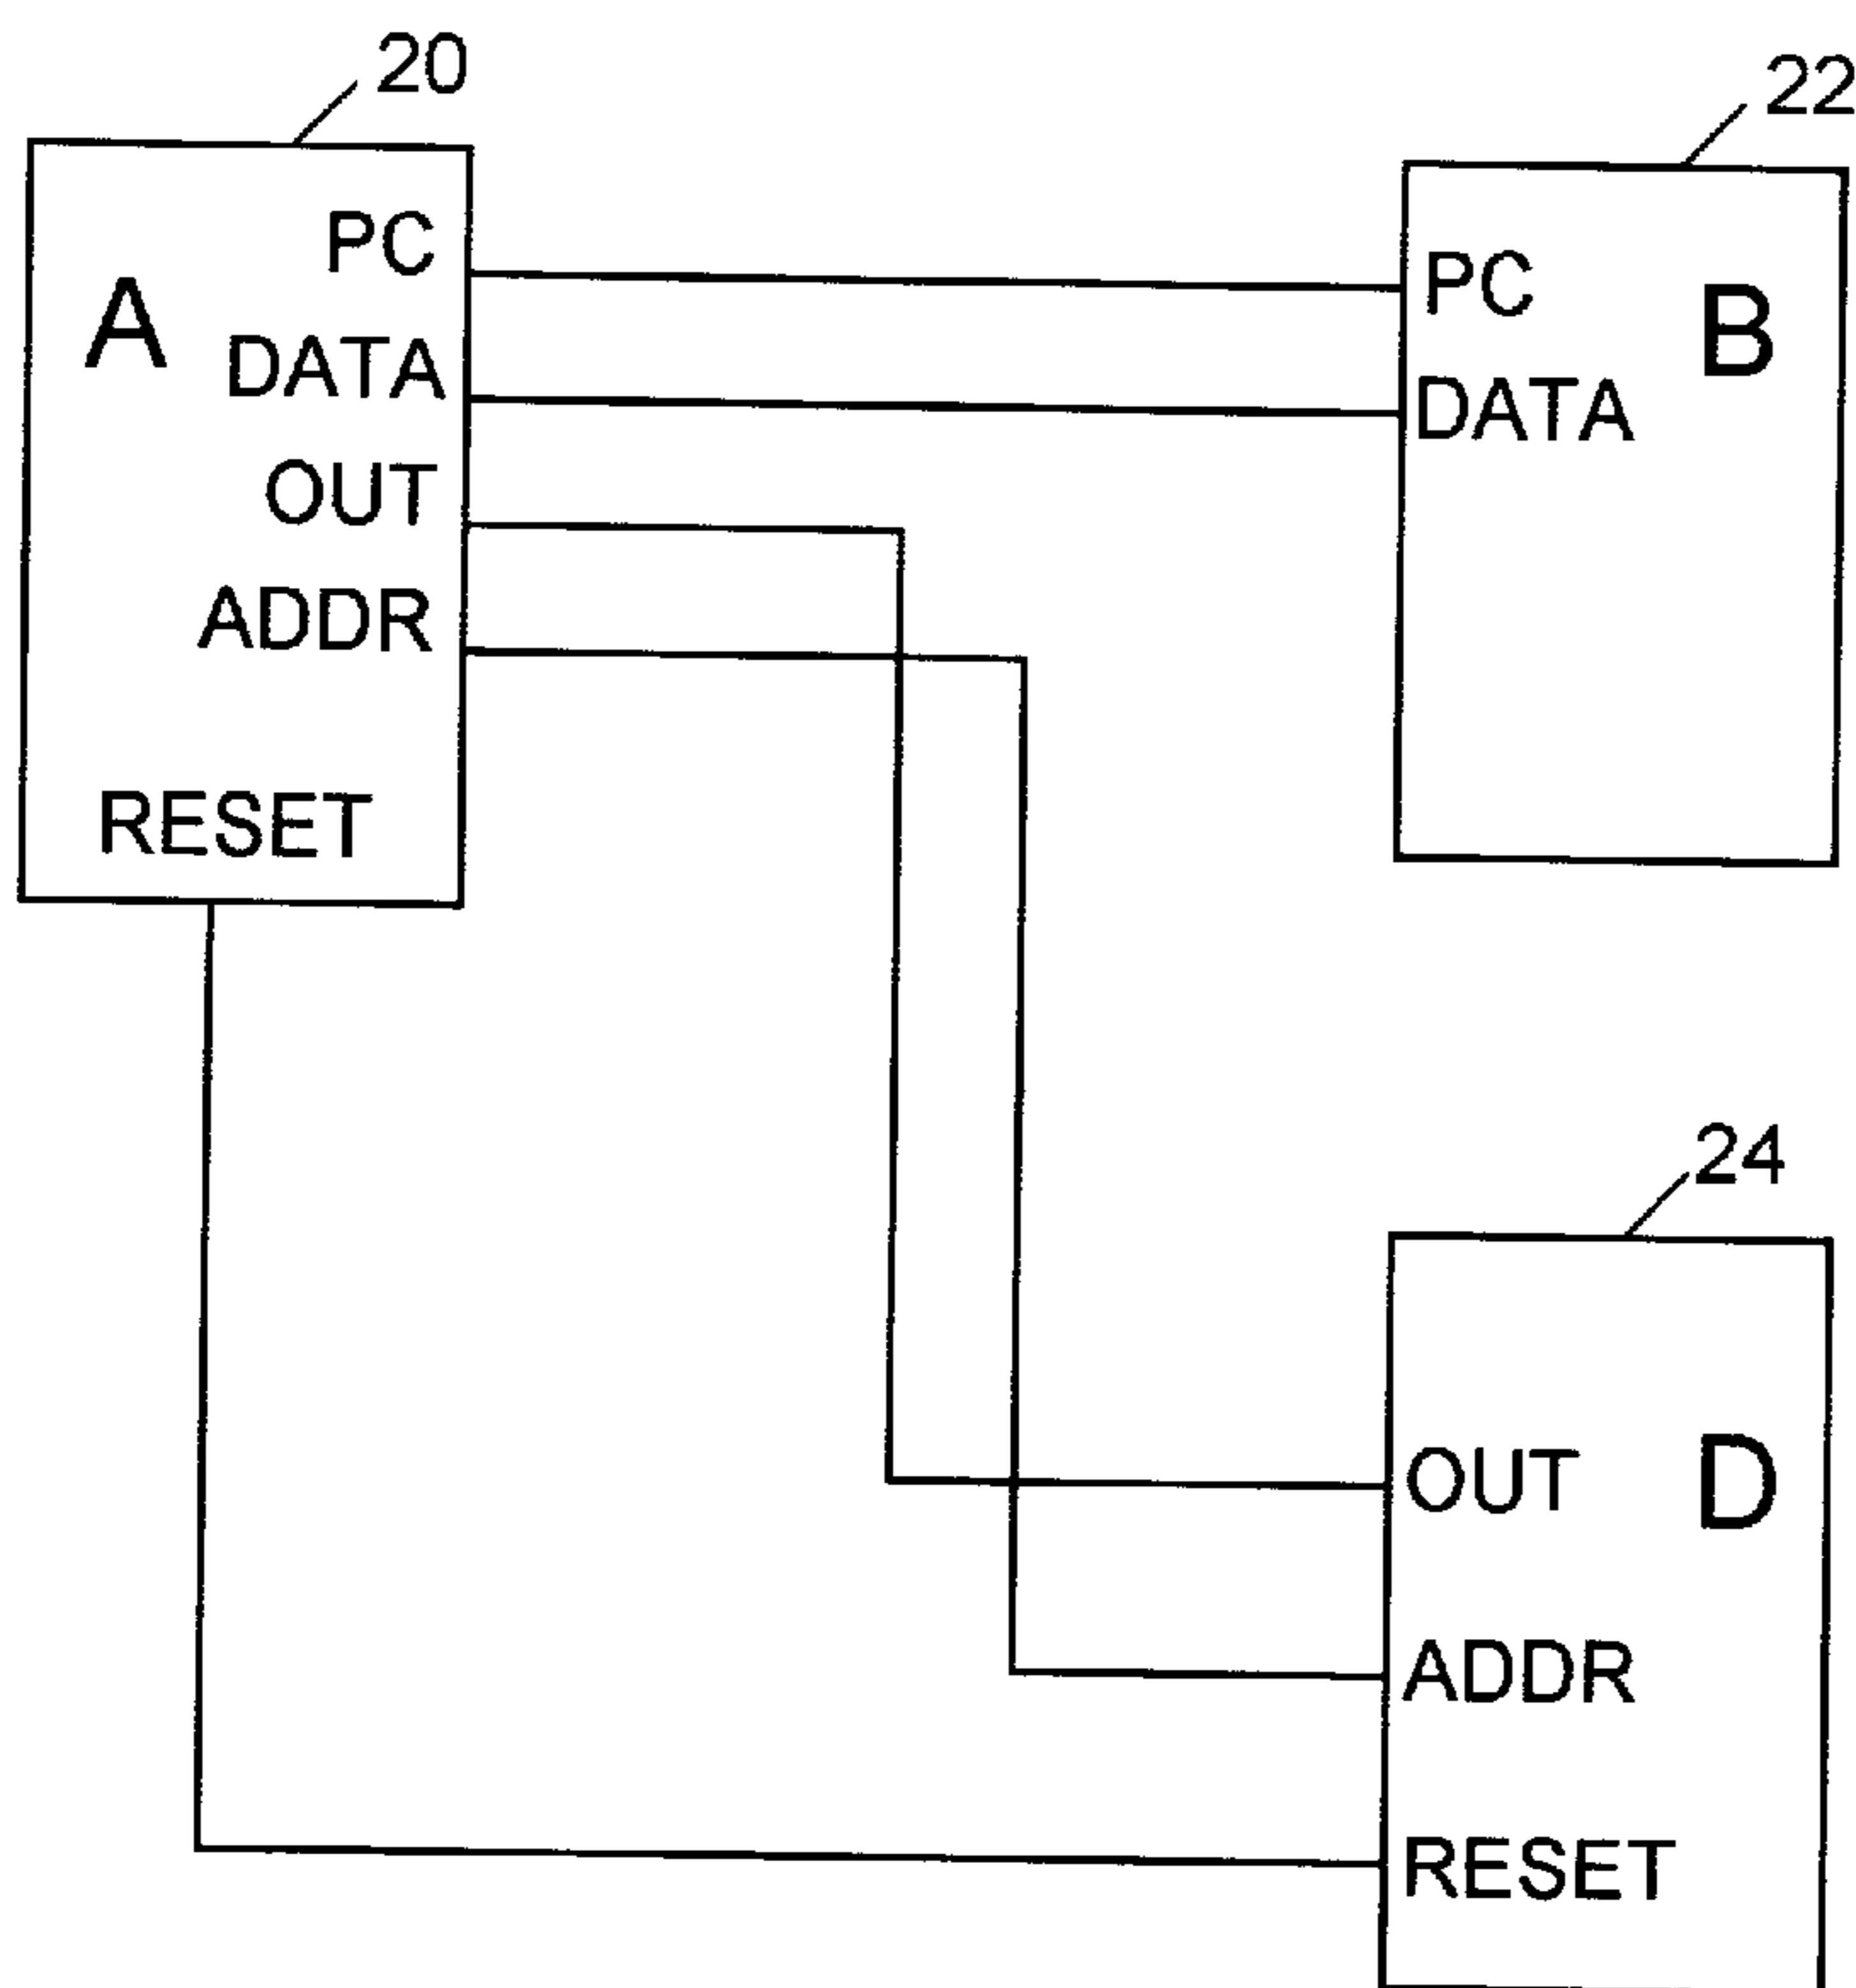 20
22
A
PC
DATA
OUT
ADDR
RESET
PC
B
DATA
24
OUT
D
ADDR
RESET